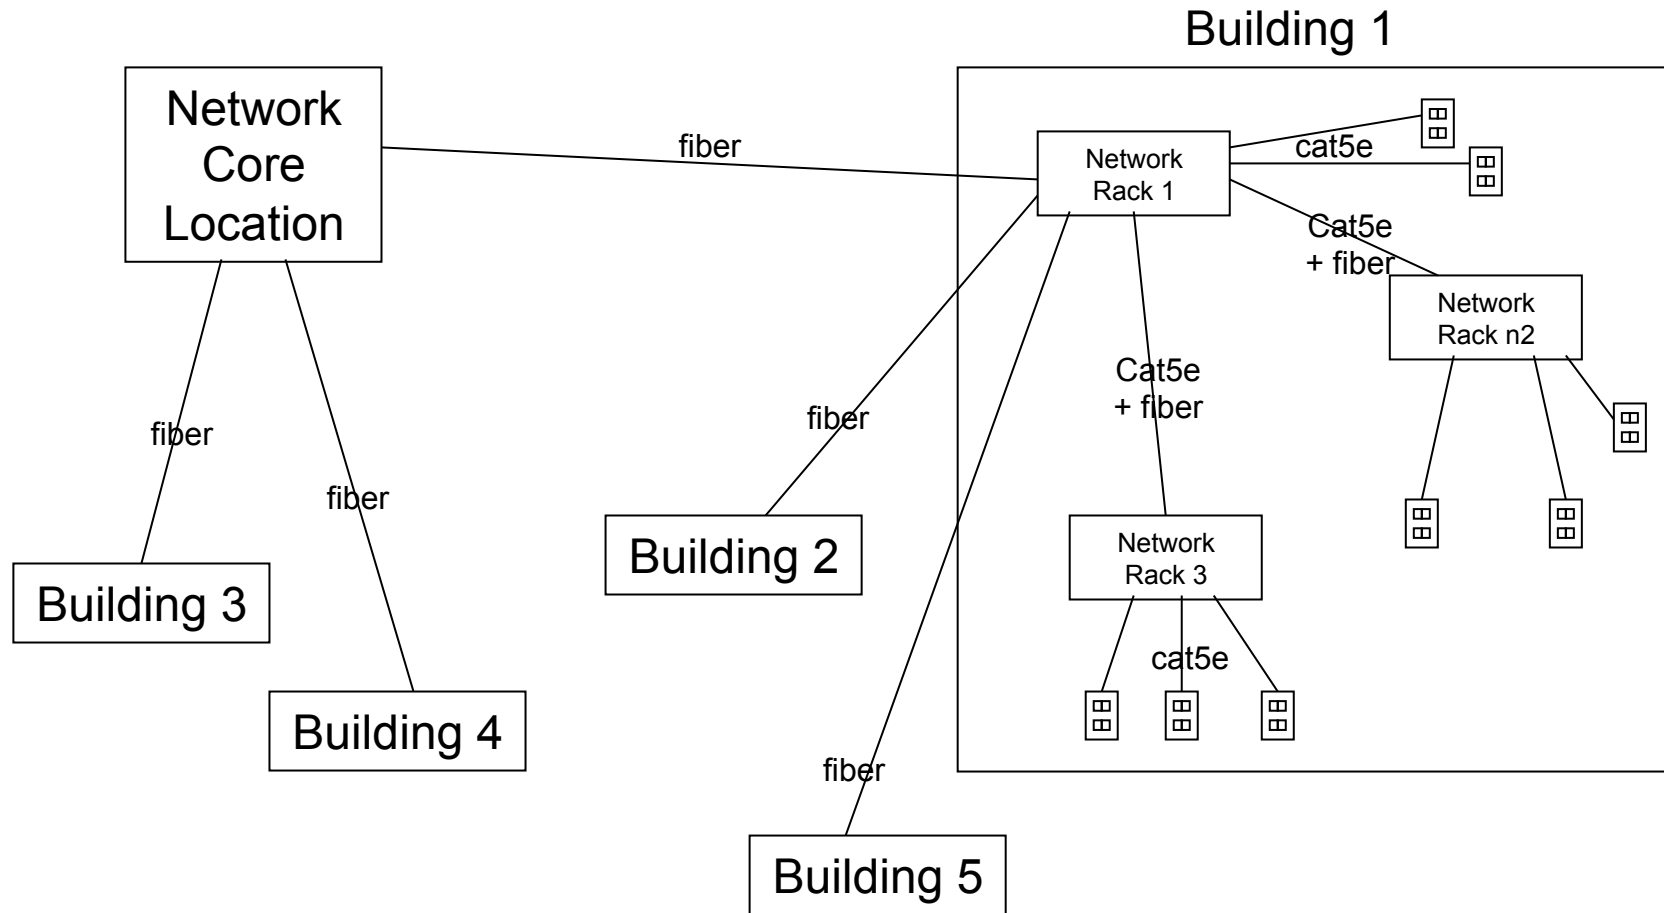 Building 1
Network
Core
Location
fiber
Network
Rack 1
cat5e
Cat5e
+ fiber
Network
Rack n2
Cat5e
+ fiber
fiber
fiber
fiber
Building 2
Network
Rack 3
Building 3
cat5e
Building 4
fiber
Building 5